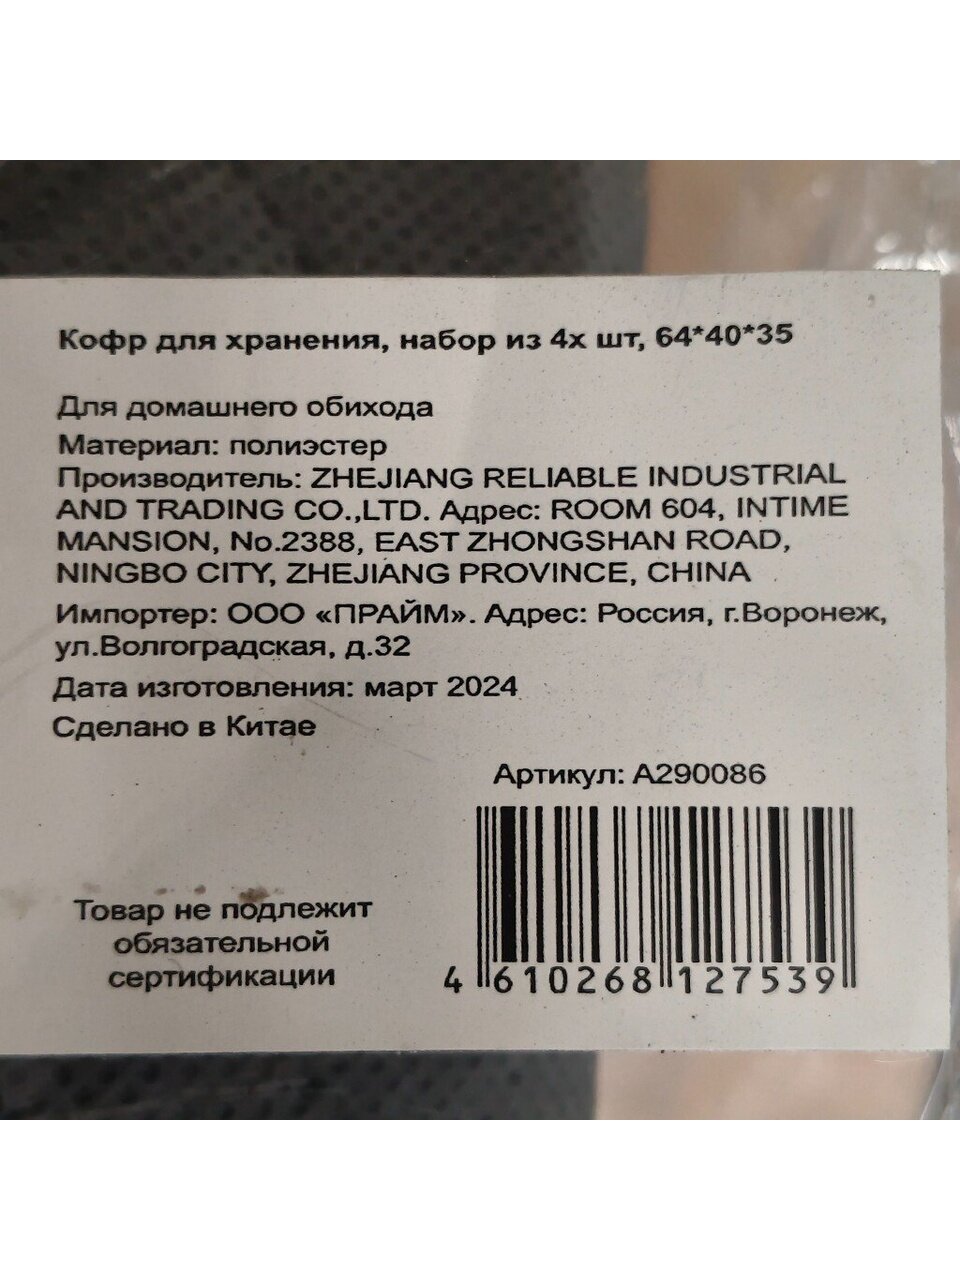 Кофр для хранения, набор из 4х шт, 64*40*35
Для домашнего обихода
Материал: полиэстер
Производитель: ZHEJIANG RELIABLE INDUSTRIAL
AND TRADING CO.,LTD. Адрес: ROOM 604, INTIME
MANSION, No.2388, EAST ZHONGSHAN ROAD,
NINGBO CITY, ZHEJIANG PROVINCE, CHINA
Импортер: ООО «ПРАЙМ». Адрес: Россия, г.Воронеж,
ул.Волгоградская, д.32
Дата изготовления: март 2024
Сделано в Китае
Артикул: А290086
Товар не подлежит
обязательной
сертификации
4 610268 127539